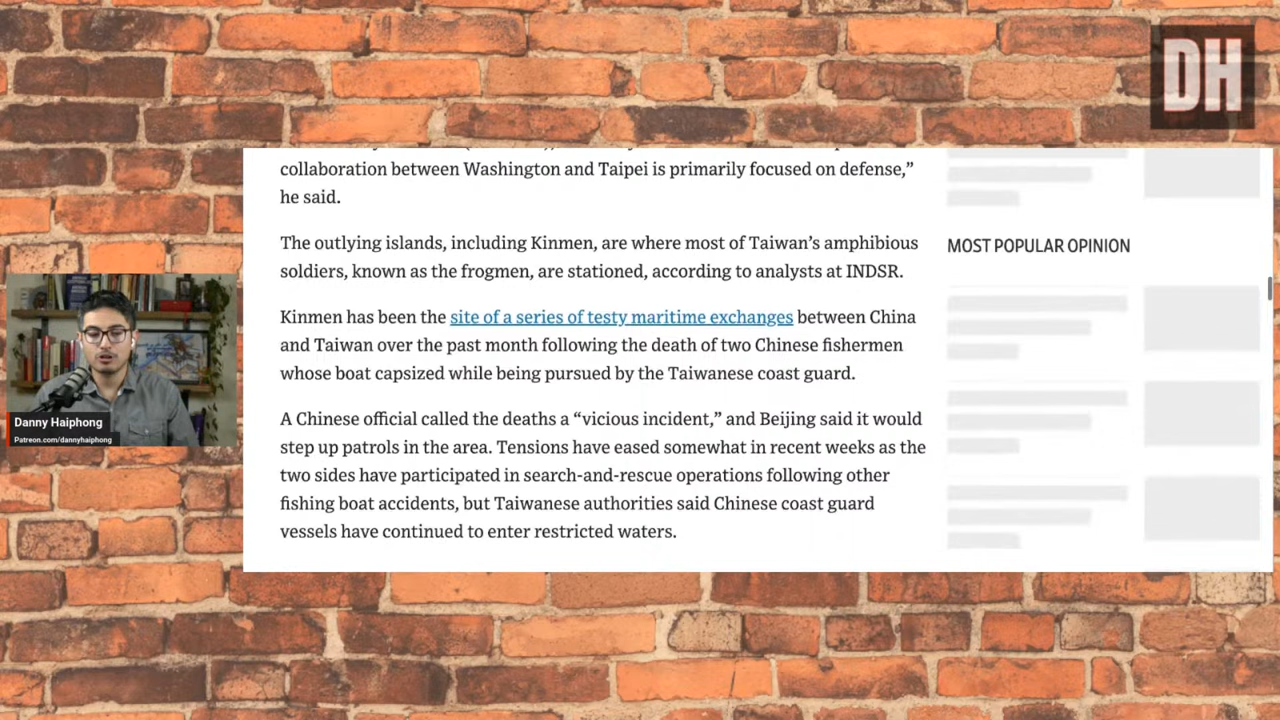 DH
collaboration between Washington and Taipei is primarily focused on defense,”
he said.
The outlying islands, including Kinmen, are where most of Taiwan’s amphibious
soldiers, known as the frogmen, are stationed, according to analysts at INDSR.
Kinmen has been the site of a series of testy maritime exchanges between China
and Taiwan over the past month following the death of two Chinese fishermen
whose boat capsized while being pursued by the Taiwanese coast guard.
A Chinese official called the deaths a “vicious incident,” and Beijing said it would
step up patrols in the area. Tensions have eased somewhat in recent weeks as the
two sides have participated in search-and-rescue operations following other
fishing boat accidents, but Taiwanese authorities said Chinese coast guard
vessels have continued to enter restricted waters.
MOST POPULAR OPINION
Danny Haiphong
Patreon.com/dannyhaiphong